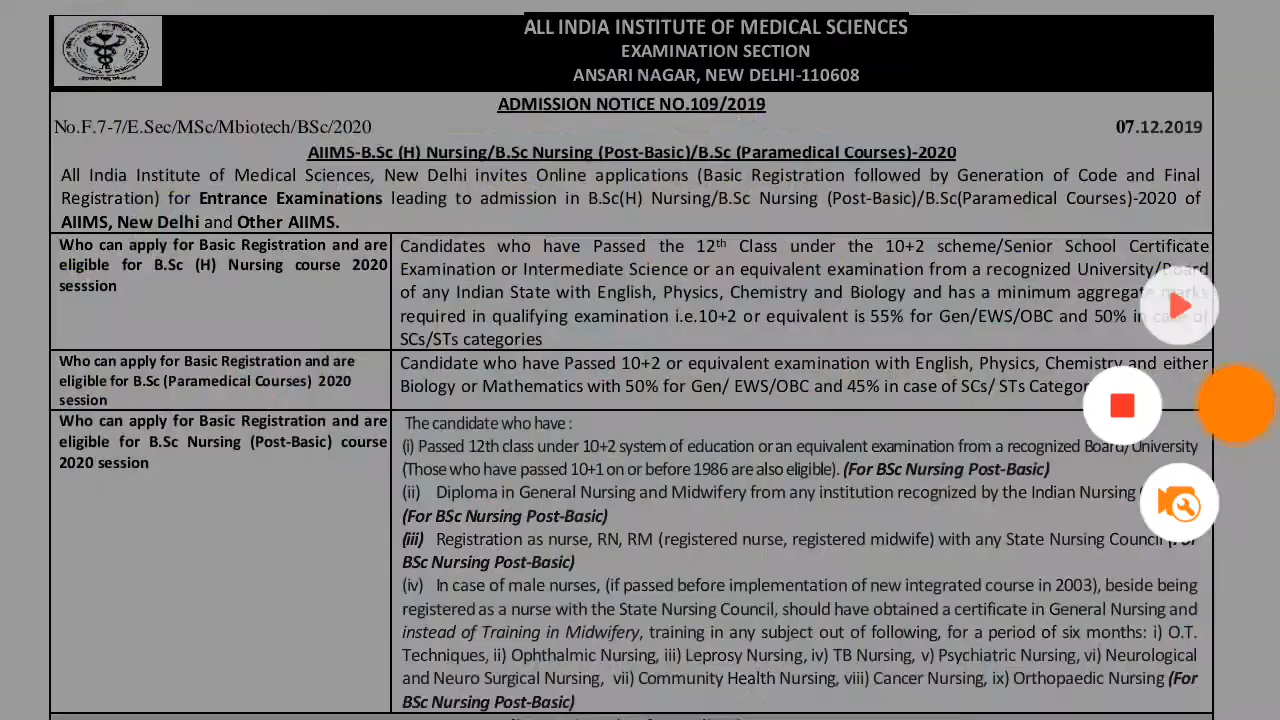 ALL INDIA INSTITUTE OF MEDICAL SCIENCES
EXAMINATION SECTION
ANSARI NAGAR, NEW DELHI-110608
ADMISSION NOTICE NO.109/2019
No.F.7-7/E.Sec/MSc/Mbiotech/BSc/2020
07.12.2019
AIIMS-B.Sc (H) Nursing/B.Sc Nursing (Post-Basic)/B.Sc (Paramedical Courses)-2020
All India Institute of Medical Sciences, New Delhi invites Online applications (Basic Registration followed by Generation of Code and Final
Registration) for Entrance Examinations leading to admission in B.Sc(H) Nursing/B.Sc Nursing (Post-Basic)/B.Sc(Paramedical Courses)-2020 of
AIIMS, New Delhi and Other AIIMS.
Who can apply for Basic Registration and are
eligible for B.Sc (H) Nursing course 2020
sesssion
Candidates who have Passed the 12th Class under the 10+2 scheme/Senior School Certificate
Examination or Intermediate Science or an equivalent examination from a recognized University/Board
of any Indian State with English, Physics, Chemistry and Biology and has a minimum aggregate marks
required in qualifying examination i.e.10+2 or equivalent is 55% for Gen/EWS/OBC and 50% in case of
SCs/STs categories
Who can apply for Basic Registration and are
eligible for B.Sc (Paramedical Courses) 2020
session
Candidate who have Passed 10+2 or equivalent examination with English, Physics, Chemistry and either
Biology or Mathematics with 50% for Gen/ EWS/OBC and 45% in case of SCs/ STs Categor
Who can apply for Basic Registration and are
eligible for B.Sc Nursing (Post-Basic) course
2020 session
The candidate who have :
(i) Passed 12th class under 10+2 system of education or an equivalent examination from a recognized Board/University
(Those who have passed 10+1 on or before 1986 are also eligible). (For BSc Nursing Post-Basic)
(ii) Diploma in General Nursing and Midwifery from any institution recognized by the Indian Nursing
(For BSc Nursing Post-Basic)
(iii) Registration as nurse, RN, RM (registered nurse, registered midwife) with any State Nursing Council (For
BSc Nursing Post-Basic)
(iv) In case of male nurses, (if passed before implementation of new integrated course in 2003), beside being
registered as a nurse with the State Nursing Council, should have obtained a certificate in General Nursing and
instead of Training in Midwifery, training in any subject out of following, for a period of six months: i) O.T.
Techniques, ii) Ophthalmic Nursing, iii) Leprosy Nursing, iv) TB Nursing, v) Psychiatric Nursing, vi) Neurological
and Neuro Surgical Nursing, vii) Community Health Nursing, viii) Cancer Nursing, ix) Orthopaedic Nursing (For
BSc Nursing Post-Basic)